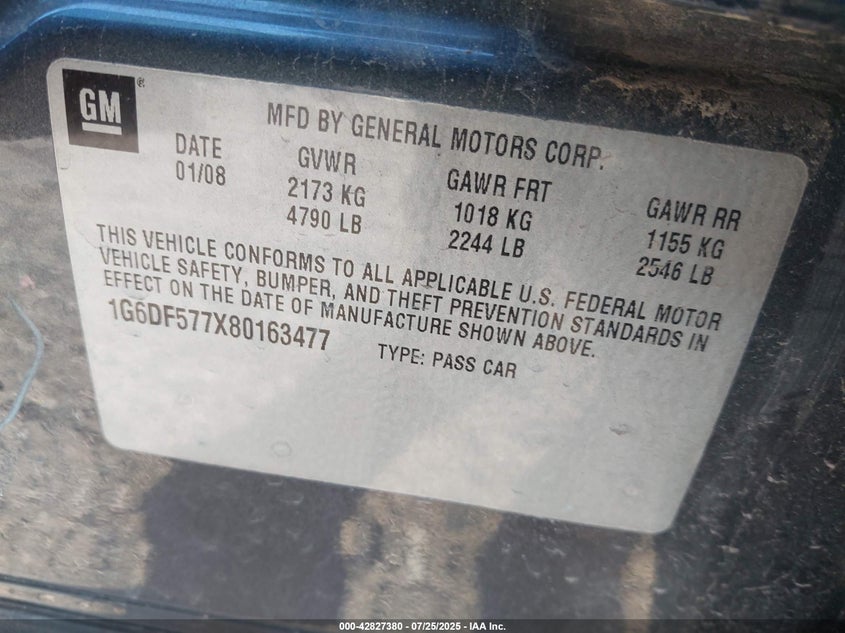 GM ®
MFD BY GENERAL MOTORS CORP.
DATE GVWR GAWR FRT GAWR RR
01/08 2173 KG 1018 KG 1155 KG
4790 LB 2244 LB 2546 LB
THIS VEHICLE CONFORMS TO ALL APPLICABLE U.S. FEDERAL MOTOR
VEHICLE SAFETY, BUMPER, AND THEFT PREVENTION STANDARDS IN
EFFECT ON THE DATE OF MANUFACTURE SHOWN ABOVE.
1G6DF577X80163477 TYPE: PASS CAR
000-42827380 - 07/25/2025 - IAA Inc.